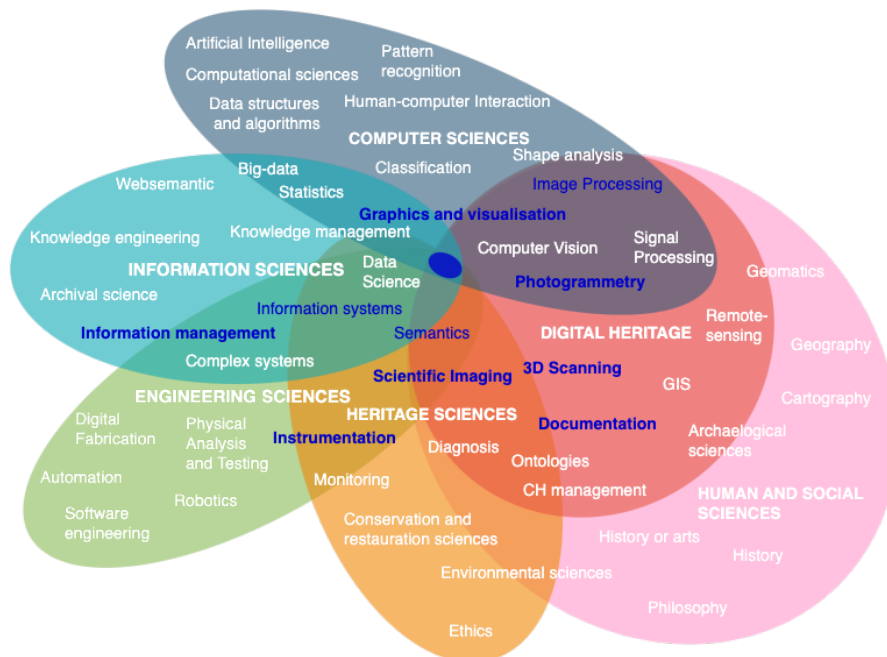 Artificial Intelligence
Pattern
recognition
Computational sciences
Data structures
and algorithms
Human-computer Interaction
COMPUTER SCIENCES
Shape analysis
Classification
Big-data
Websemantic
Statistics
Image Processing
Graphics and visualisation
Knowledge engineering
Knowledge management
Computer Vision
Signal
Processing
INFORMATION SCIENCES
Data
Science
Geomatics
Photogrammetry
Archival science
Information systems
Remote-
sensing
Information management
Semantics
DIGITAL HERITAGE
Geography
Complex systems
Scientific Imaging
3D Scanning
GIS
ENGINEERING SCIENCES
Cartography
HERITAGE SCIENCES
Digital
Fabrication
Physical
Analysis
and Testing
Instrumentation
Documentation
Archaelogical
sciences
Diagnosis
Ontologies
Automation
Monitoring
CH management
HUMAN AND SOCIAL
SCIENCES
Robotics
Software
engineering
Conservation and
restauration sciences
History or arts
History
Environmental sciences
Philosophy
Ethics